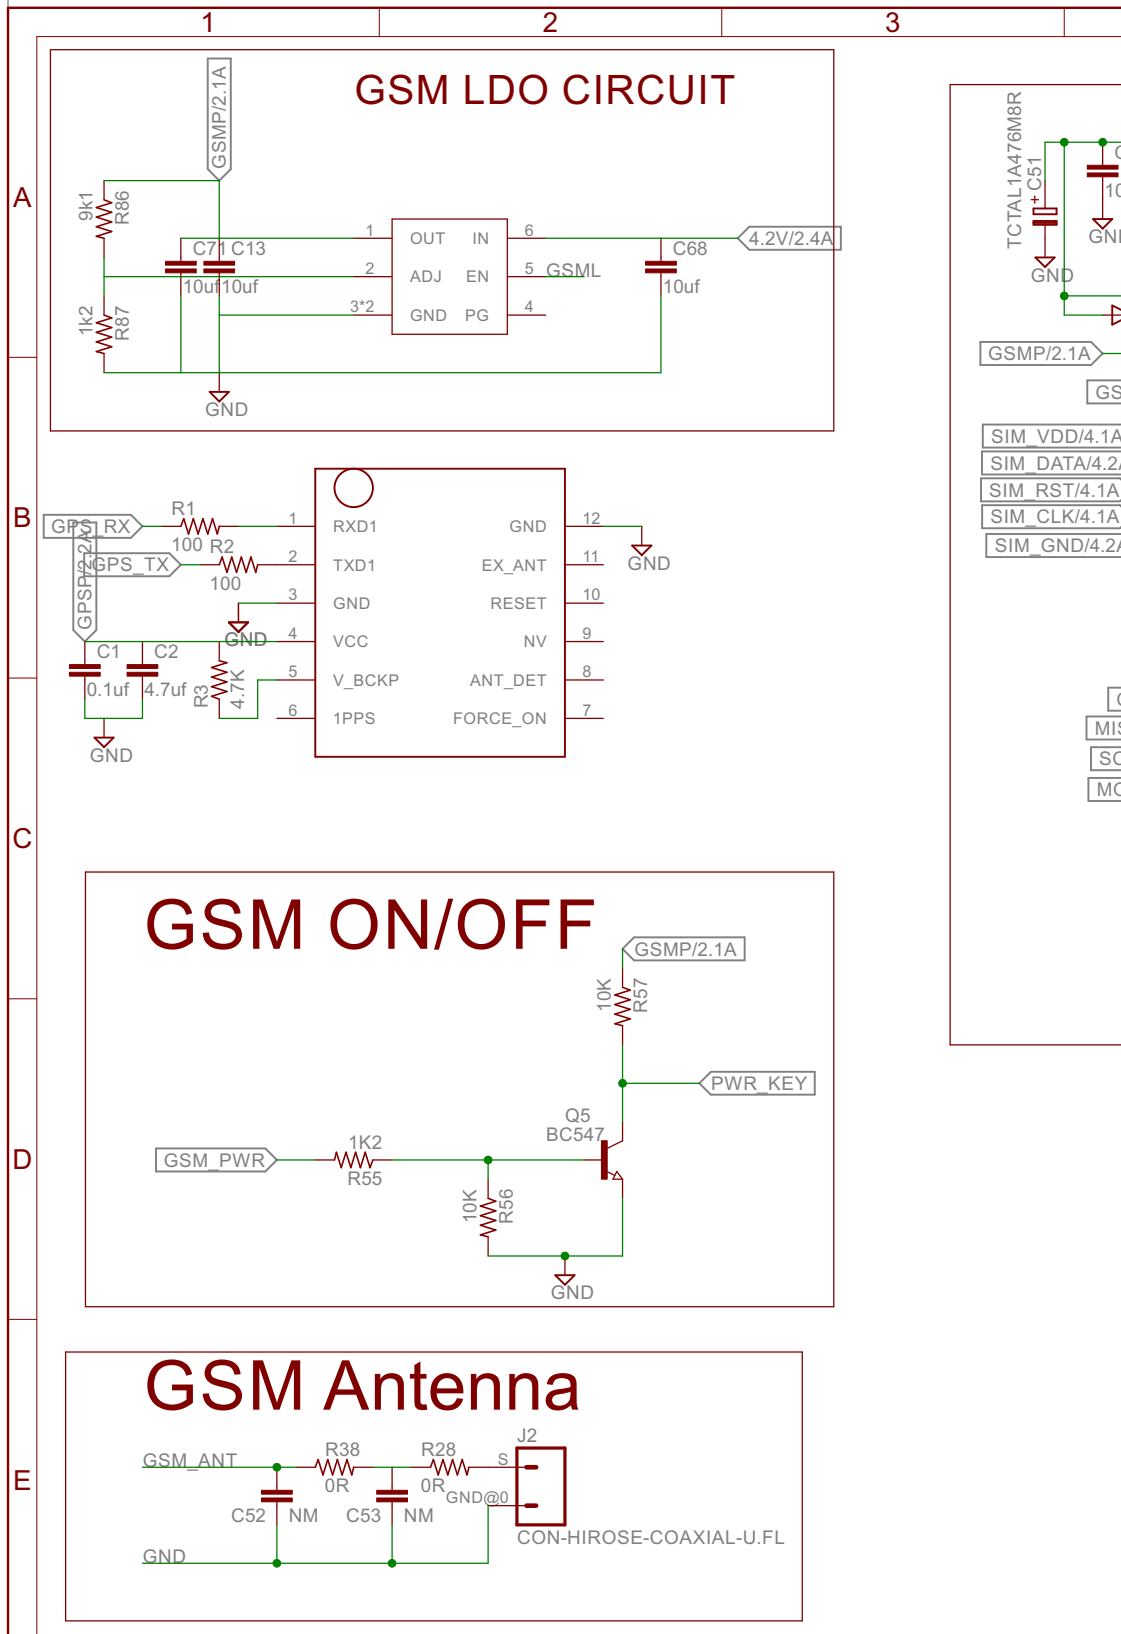 1
2
3
A
B
C
D
E
GSM LDO CIRCUIT
GSMP/2.1A
9k1
R86
1k2
R87
C71
10uf
C13
10uf
1
2
3*2
OUT
ADJ
GND
IN
EN
PG
6
5
4
GSML
C68
10uf
4.2V/2.4A
GND
GPS_RX
GPS_TX
R1
100
R2
100
GND
C1
0.1uf
C2
4.7uf
R3
4.7K
GND
1
2
3
4
5
6
RXD1
TXD1
GND
VCC
V_BCKP
1PPS
GND
EX_ANT
RESET
NV
ANT_DET
FORCE_ON
12
11
10
9
8
7
GND
GSM ON/OFF
GSMP/2.1A
10K
R57
PWR_KEY
Q5
BC547
GSM_PWR
1K2
R55
10K
R56
GND
GSM Antenna
GSM_ANT
R38
0R
R28
0R
J2
S
GND@0
C52
NM
C53
NM
GND
CON-HIROSE-COAXIAL-U.FL
TCTAL1A476M8R
+
C51
GND
GSMP/2.1A
SIM_VDD/4.1A
SIM_DATA/4.2
SIM_RST/4.1A
SIM_CLK/4.1A
SIM_GND/4.2